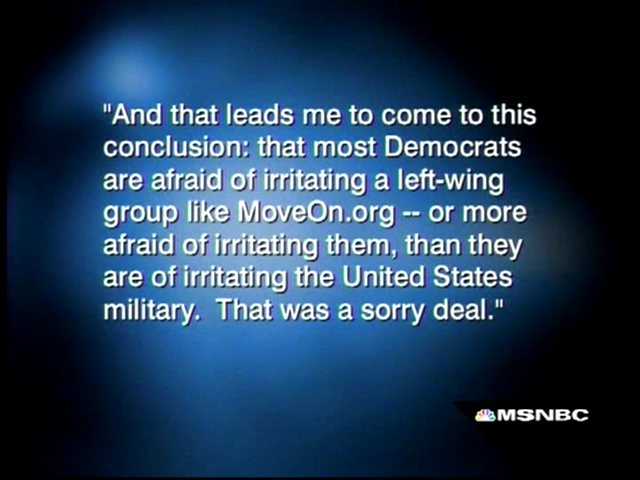 "And that leads me to come to this
conclusion: that most Democrats
are afraid of irritating a left-wing
group like MoveOn.org -- or more
afraid of irritating them, than they
are of irritating the United States
military.  That was a sorry deal."
MSNBC